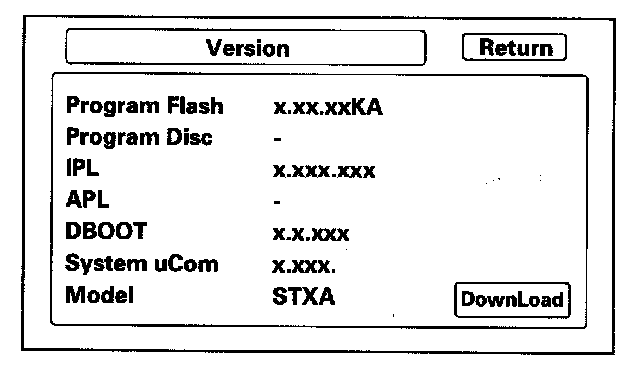 Version Return
Program Flash x.xx.xxKA
Program Disc -
IPL x.xxx.xxx
APL -
DBOOT x.x.xxx
System uCom x.xxx.
Model STXA DownLoad